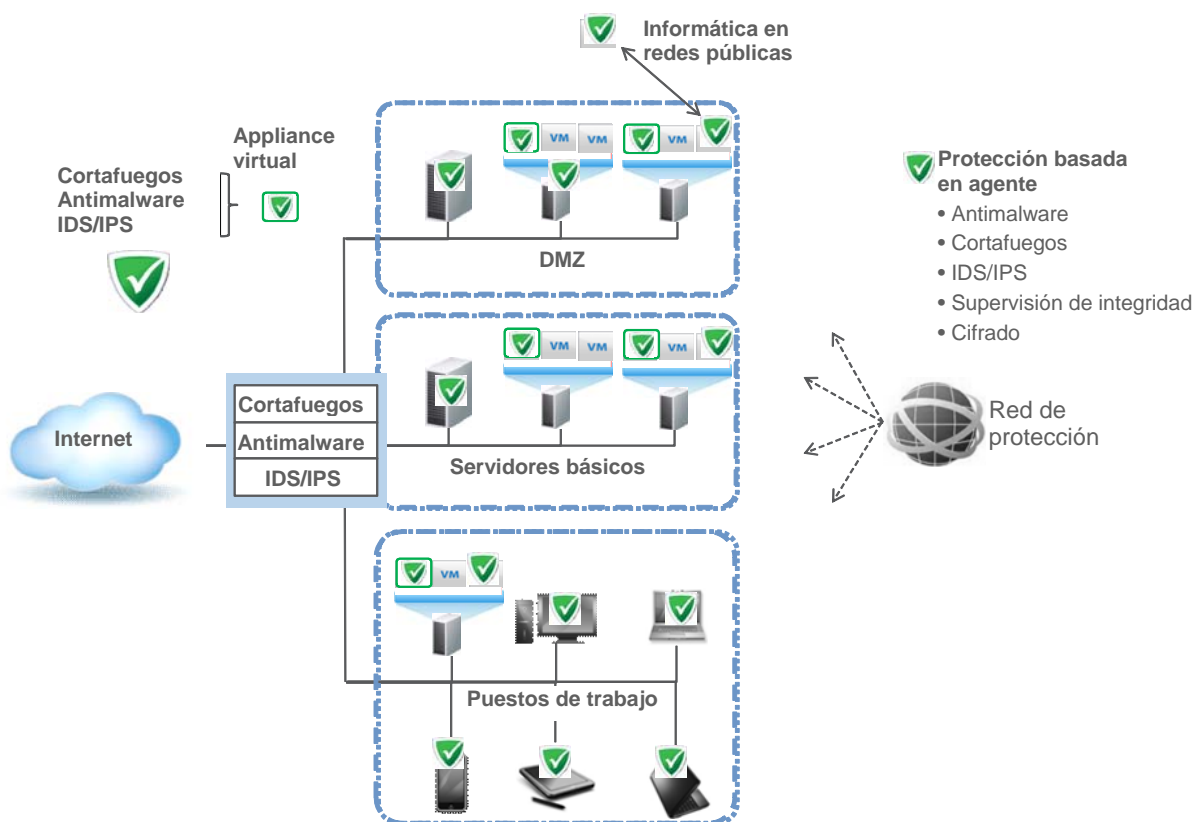 Informática en
redes públicas
Appliance
virtual
Cortafuegos
Antimalware
IDS/IPS
VM
VM
VM
DMZ
Protección basada
en agente
• Antimalware
• Cortafuegos
• IDS/IPS
• Supervisión de integridad
• Cifrado
VM
VM
VM
Servidores básicos
Internet
Cortafuegos
Antimalware
IDS/IPS
Red de
protección
VM
Puestos de trabajo